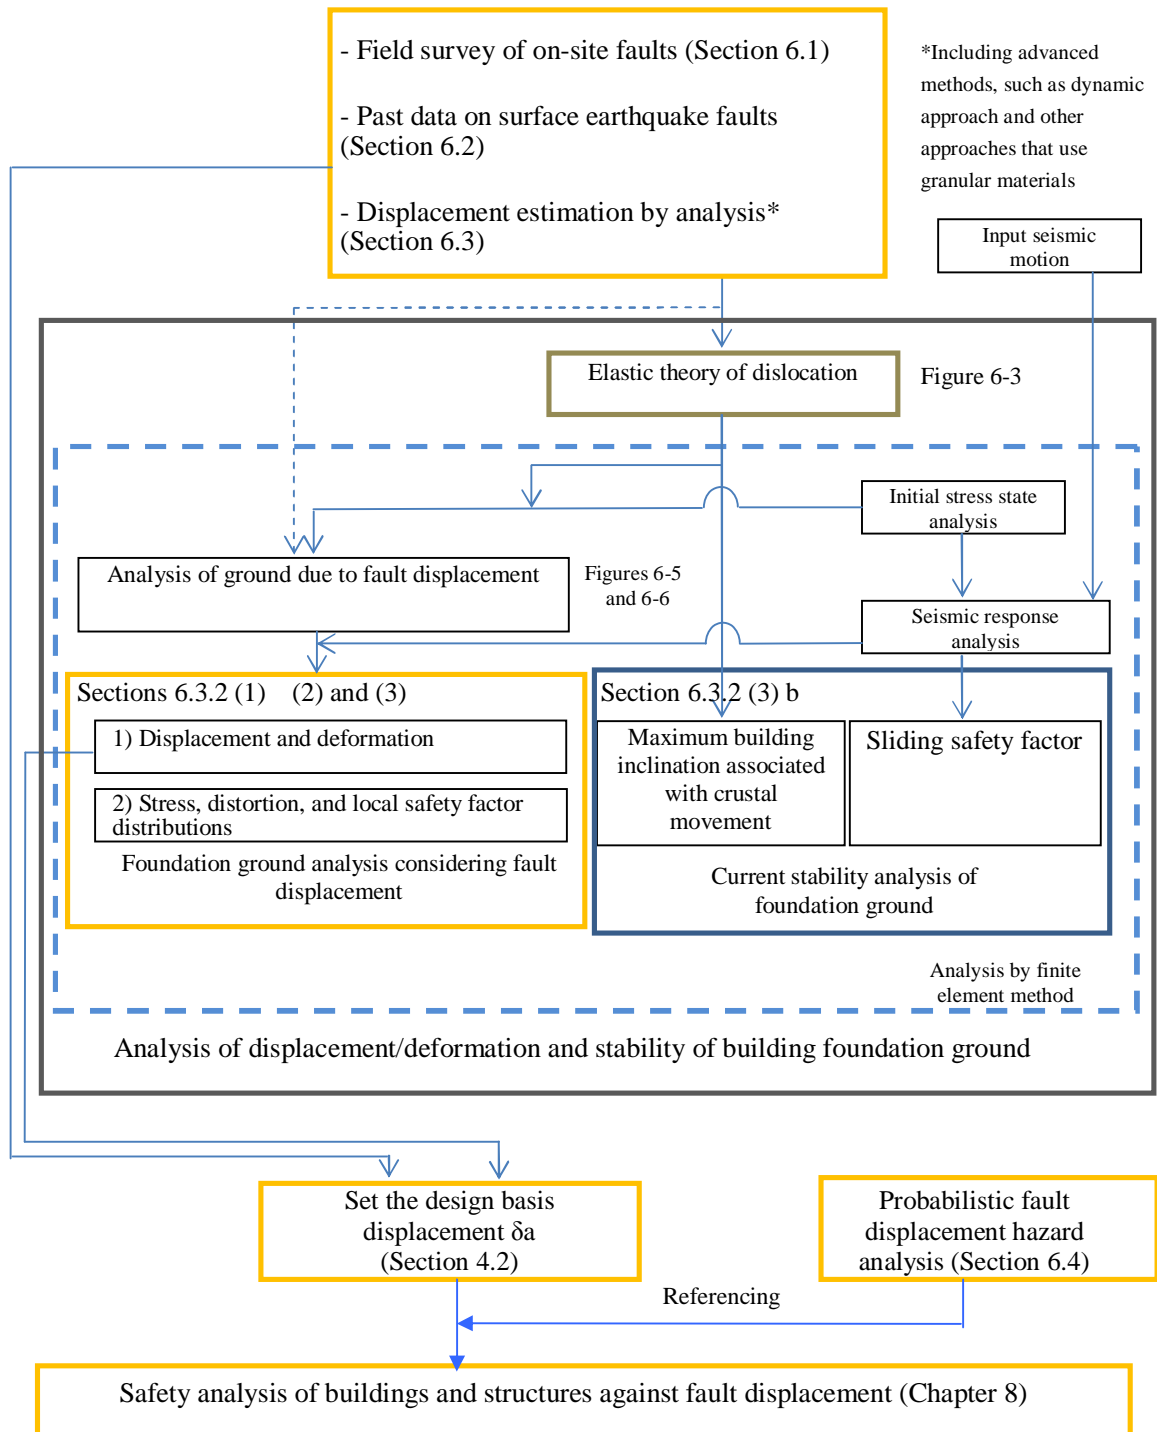 - Field survey of on-site faults (Section 6.1)
- Past data on surface earthquake faults
(Section 6.2)
- Displacement estimation by analysis*
(Section 6.3)
*Including advanced
methods, such as dynamic
approach and other
approaches that use
granular materials
Input seismic
motion
Elastic theory of dislocation
Figure 6-3
Initial stress state
analysis
Analysis of ground due to fault displacement
Figures 6-5
and 6-6
Seismic response
analysis
Sections 6.3.2 (1) (2) and (3)
1) Displacement and deformation
2) Stress, distortion, and local safety factor
distributions
Foundation ground analysis considering fault
displacement
Section 6.3.2 (3) b
Maximum building
inclination associated
with crustal
movement
Sliding safety factor
Current stability analysis of
foundation ground
Analysis by finite
element method
Analysis of displacement/deformation and stability of building foundation ground
Set the design basis
displacement δa
(Section 4.2)
Probabilistic fault
displacement hazard
analysis (Section 6.4)
Referencing
Safety analysis of buildings and structures against fault displacement (Chapter 8)